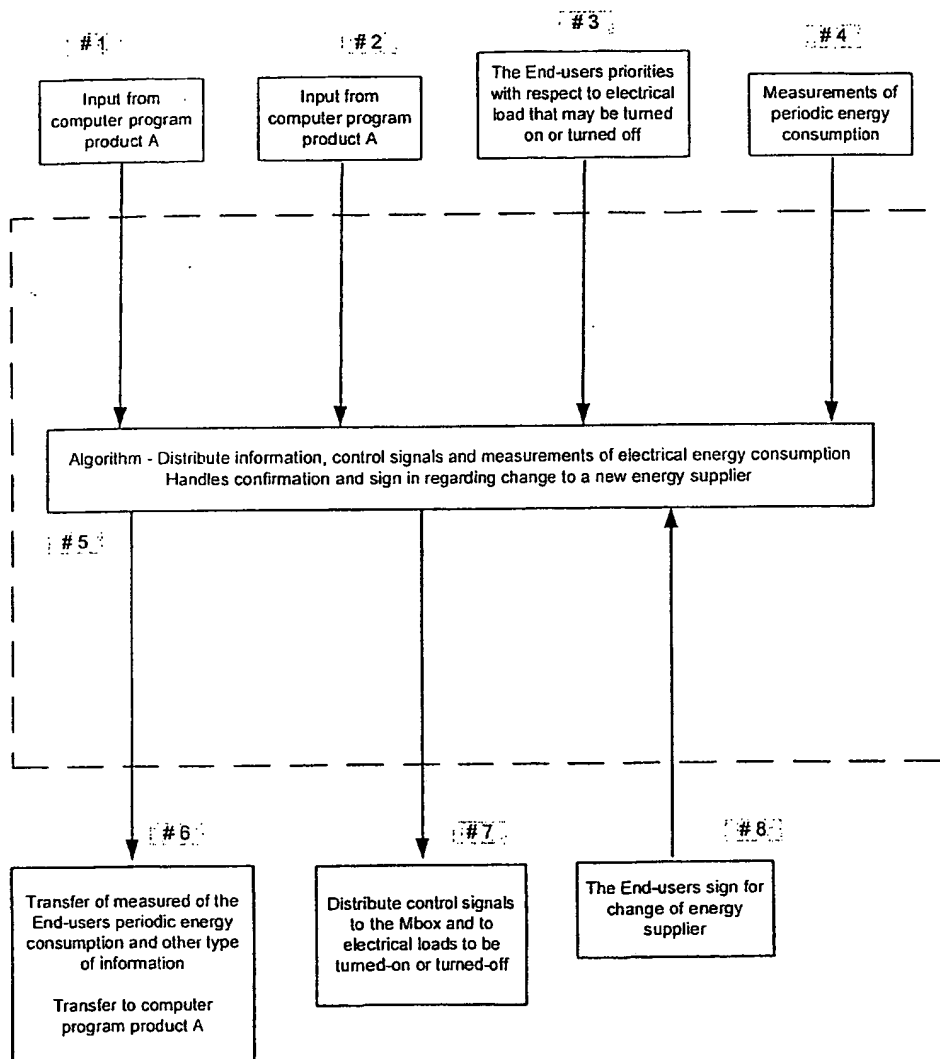 # 1
# 2
# 3
# 4
Input from
computer program
product A
Input from
computer program
product A
The End-users priorities
with respect to electrical
load that may be turned
on or turned off
Measurements of
periodic energy
consumption
Algorithm - Distribute information, control signals and measurements of electrical energy consumption
Handles confirmation and sign in regarding change to a new energy supplier
# 5
# 6
# 7
# 8
Transfer of measured of the
End-users periodic energy
consumption and other type
of information
Transfer to computer
program product A
Distribute control signals
to the Mbox and to
electrical loads to be
turned-on or turned-off
The End-users sign for
change of energy
supplier